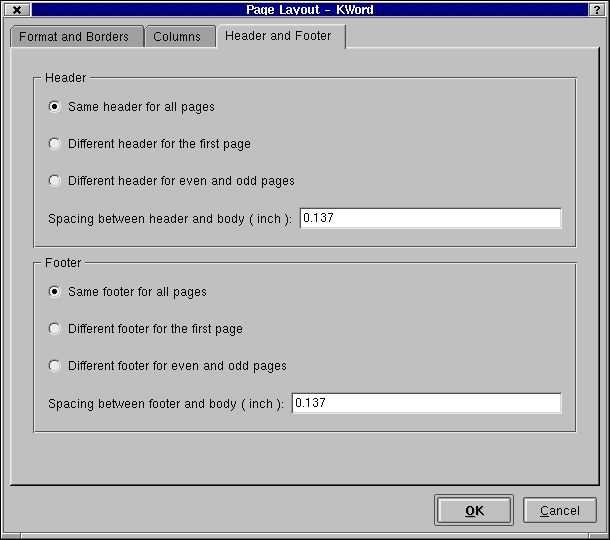 Page Layout - KWord
Format and Borders Columns Header and Footer
Header
Same header for all pages
Different header for the first page
Different header for even and odd pages
Spacing between header and body ( inch ): 0.137
Footer
Same footer for all pages
Different footer for the first page
Different footer for even and odd pages
Spacing between footer and body ( inch ): 0.137
OK Cancel